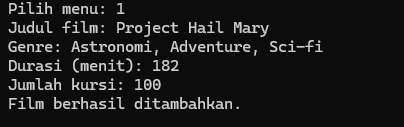 Pilih menu: 1
Judul film: Project Hail Mary
Genre: Astronomi, Adventure, Sci-fi
Durasi (menit): 182
Jumlah kursi: 100
Film berhasil ditambahkan.